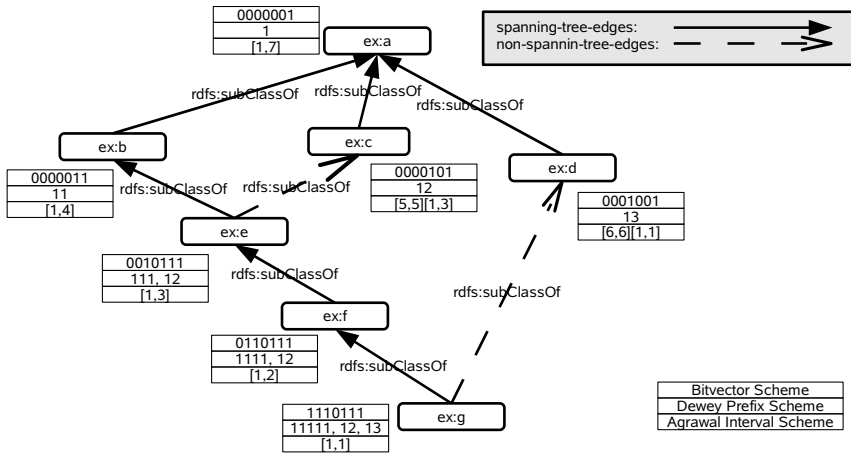 0000001
1
[1,7]
ex:a
spanning-tree-edges:
non-spannin-tree-edges:
rdfs:subClassOf
rdfs:subClassOf
rdfs:subClassOf
ex:b
ex:c
ex:d
0000011
11
[1,4]
rdfs:subClassOf
rdfs:subClassOf
0000101
12
[5,5][1,3]
0001001
13
[6,6][1,1]
ex:e
0010111
111, 12
[1,3]
rdfs:subClassOf
rdfs:subClassOf
ex:f
0110111
1111, 12
[1,2]
rdfs:subClassOf
1110111
11111, 12, 13
[1,1]
ex:g
Bitvector Scheme
Dewey Prefix Scheme
Agrawal Interval Scheme